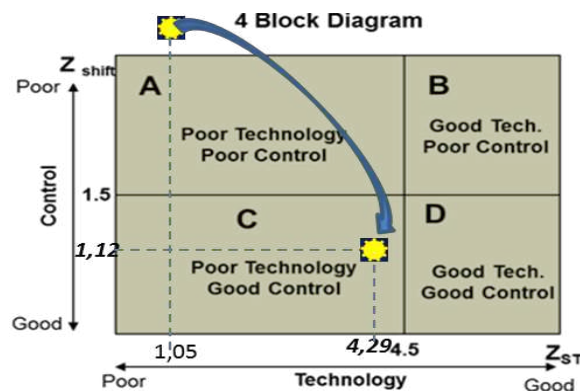 4 Block Diagram
Z shift
Poor
A
B
Poor Technology
Poor Control
Good Tech.
Poor Control
Control
1.5
C
D
1,12
Poor Technology
Good Control
Good Tech.
Good Control
Good
1,05
4,29
4.5
ZST
Poor
Technology
Good